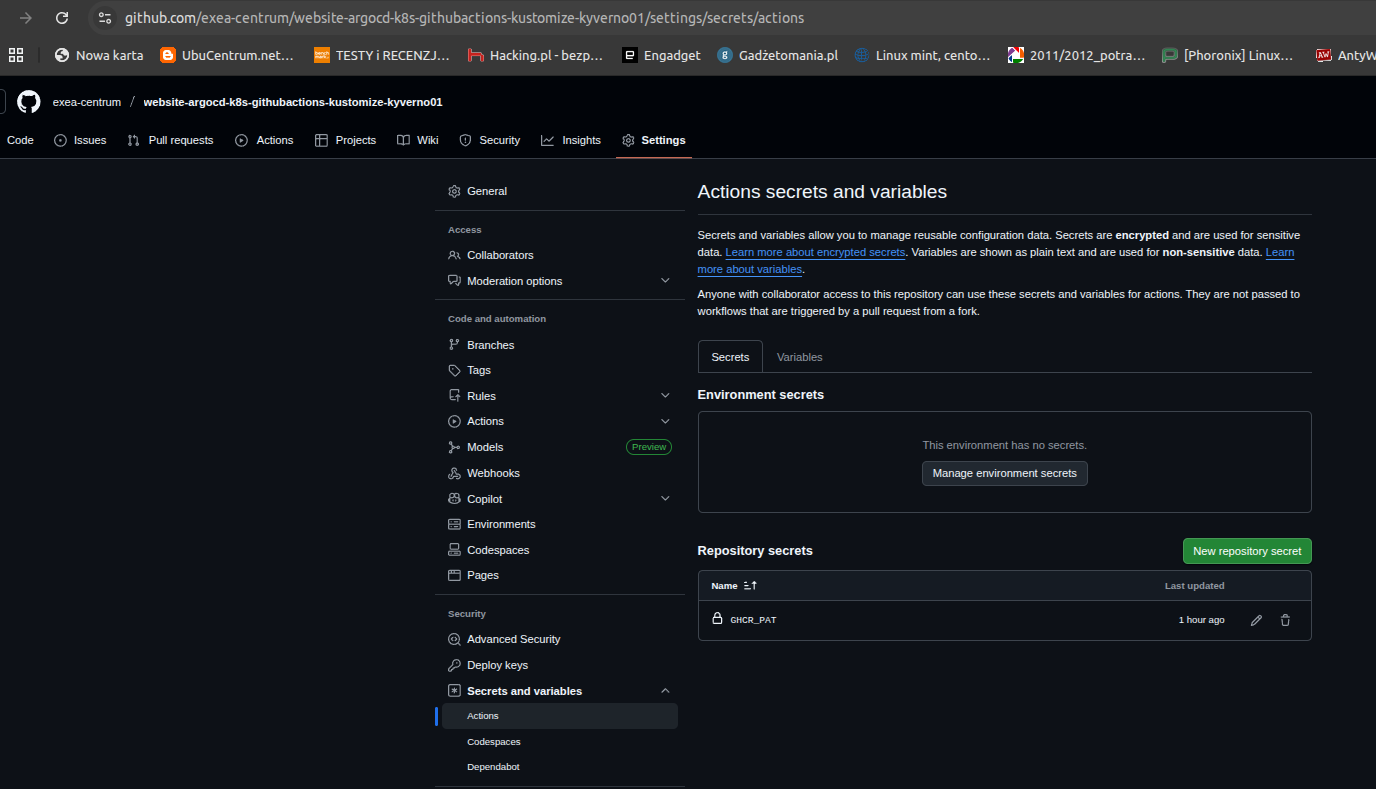 github.com/exea-centrum/website-argocd-k8s-githubactions-kustomize-kyverno01/settings/secrets/actions
Nowa karta UbuCentrum.net... TESTY i RECENZJ... Hacking.pl - bezp... Engadget Gadżetomania.pl Linux mint, cento... 2011/2012_potra... [Phoronix] Linux... AntyW
exea-centrum / website-argocd-k8s-githubactions-kustomize-kyverno01
Code Issues Pull requests Actions Projects Wiki Security Insights Settings
General
Access
Collaborators
Moderation options
Code and automation
Branches
Tags
Rules
Actions
Models Preview
Webhooks
Copilot
Environments
Codespaces
Pages
Security
Advanced Security
Deploy keys
Secrets and variables
Actions
Codespaces
Dependabot
Actions secrets and variables
Secrets and variables allow you to manage reusable configuration data. Secrets are encrypted and are used for sensitive
data. Learn more about encrypted secrets. Variables are shown as plain text and are used for non-sensitive data. Learn
more about variables.
Anyone with collaborator access to this repository can use these secrets and variables for actions. They are not passed to
workflows that are triggered by a pull request from a fork.
Secrets Variables
Environment secrets
This environment has no secrets.
Manage environment secrets
Repository secrets New repository secret
Name Last updated
GHCR_PAT 1 hour ago